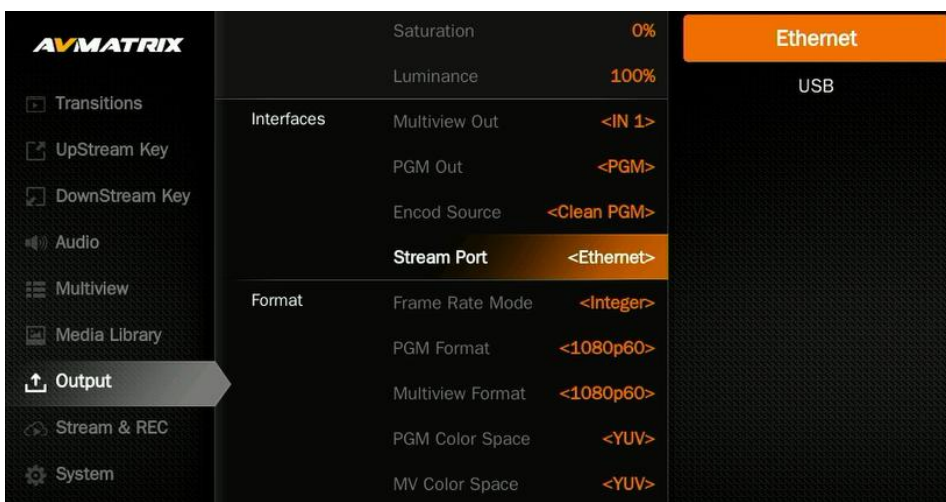 AVMATRIX
Transitions
UpStream Key
DownStream Key
Audio
Multiview
Media Library
Output
Stream & REC
System
Saturation 0%
Luminance 100%
Interfaces Multiview Out <IN 1>
PGM Out <PGM>
Encod Source <Clean PGM>
Stream Port <Ethernet>
Format Frame Rate Mode <Integer>
PGM Format <1080p60>
Multiview Format <1080p60>
PGM Color Space <YUV>
MV Color Space <YUV>
Ethernet
USB